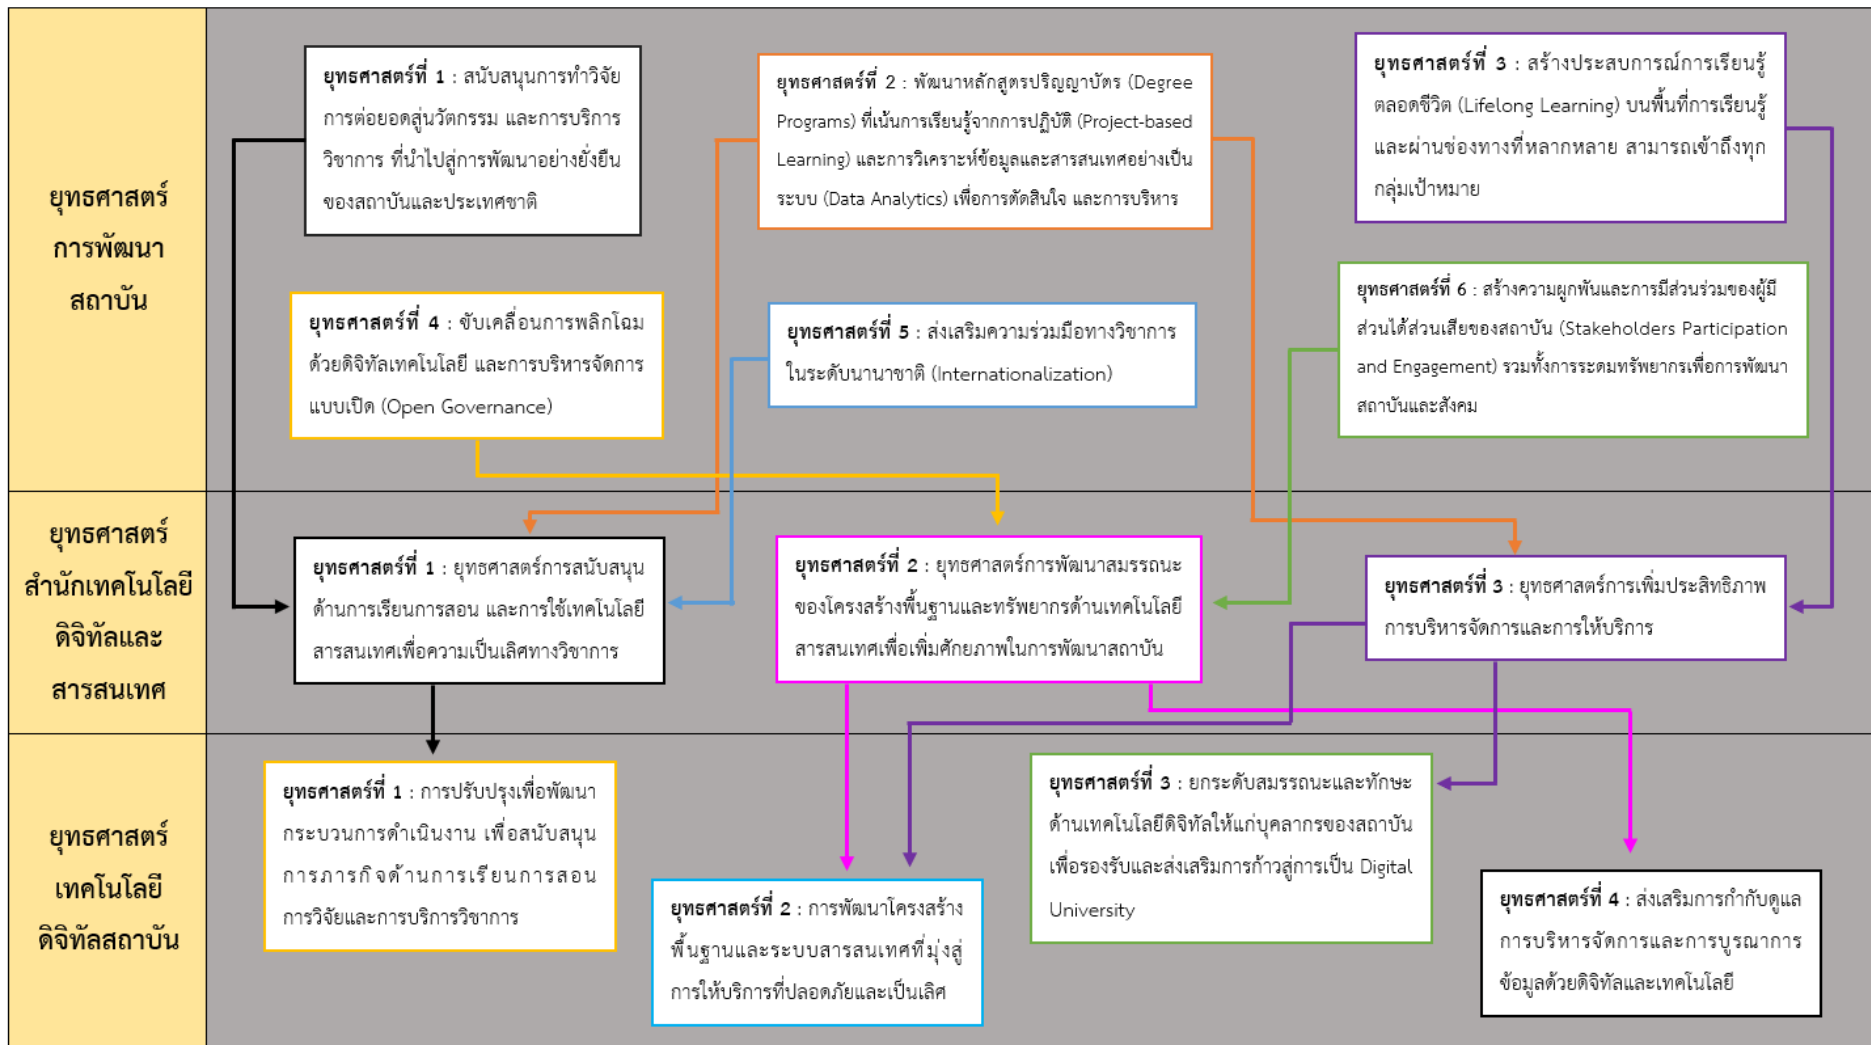 ยุทธศาสตร์
การพัฒนา
สถาบัน
ยุทธศาสตร์ที่ 1 : สนับสนุนการทำวิจัย
การต่อยอดสู่นวัตกรรม และการบริการ
วิชาการ ที่นำไปสู่การพัฒนาอย่างยั่งยืน
ของสถาบันและประเทศชาติ
ยุทธศาสตร์ที่ 2 : พัฒนาหลักสูตรปริญญาบัตร (Degree
Programs) ที่เน้นการเรียนรู้จากการปฏิบัติ (Project-based
Learning) และการวิเคราะห์ข้อมูลและสารสนเทศอย่างเป็น
ระบบ (Data Analytics) เพื่อการตัดสินใจ และการบริหาร
ยุทธศาสตร์ที่ 3 : สร้างประสบการณ์การเรียนรู้
ตลอดชีวิต (Lifelong Learning) บนพื้นที่การเรียนรู้
และผ่านช่องทางที่หลากหลาย สามารถเข้าถึงทุก
กลุ่มเป้าหมาย
ยุทธศาสตร์ที่ 4 : ขับเคลื่อนการพลิกโฉม
ด้วยดิจิทัลเทคโนโลยี และการบริหารจัดการ
แบบเปิด (Open Governance)
ยุทธศาสตร์ที่ 5 : ส่งเสริมความร่วมมือทางวิชาการ
ในระดับนานาชาติ (Internationalization)
ยุทธศาสตร์ที่ 6 : สร้างความผูกพันและการมีส่วนร่วมของผู้มี
ส่วนได้ส่วนเสียของสถาบัน (Stakeholders Participation
and Engagement) รวมทั้งการระดมทรัพยากรเพื่อการพัฒนา
สถาบันและสังคม
ยุทธศาสตร์
สำนักเทคโนโลยี
ดิจิทัลและ
สารสนเทศ
ยุทธศาสตร์ที่ 1 : ยุทธศาสตร์การสนับสนุน
ด้านการเรียนการสอน และการใช้เทคโนโลยี
สารสนเทศเพื่อความเป็นเลิศทางวิชาการ
ยุทธศาสตร์ที่ 2 : ยุทธศาสตร์การพัฒนาสมรรถนะ
ของโครงสร้างพื้นฐานและทรัพยากรด้านเทคโนโลยี
สารสนเทศเพื่อเพิ่มศักยภาพในการพัฒนาสถาบัน
ยุทธศาสตร์ที่ 3 : ยุทธศาสตร์การเพิ่มประสิทธิภาพ
การบริหารจัดการและการให้บริการ
ยุทธศาสตร์
เทคโนโลยี
ดิจิทัลสถาบัน
ยุทธศาสตร์ที่ 1 : การปรับปรุงเพื่อพัฒนา
กระบวนการดำเนินงาน เพื่อสนับสนุน
การภารกิจด้านการเรียนการสอน
การวิจัยและการบริการวิชาการ
ยุทธศาสตร์ที่ 2 : การพัฒนาโครงสร้าง
พื้นฐานและระบบสารสนเทศที่มุ่งสู่
การให้บริการที่ปลอดภัยและเป็นเลิศ
ยุทธศาสตร์ที่ 3 : ยกระดับสมรรถนะและทักษะ
ด้านเทคโนโลยีดิจิทัลให้แก่บุคลากรของสถาบัน
เพื่อรองรับและส่งเสริมการก้าวสู่การเป็น Digital
University
ยุทธศาสตร์ที่ 4 : ส่งเสริมการกำกับดูแล
การบริหารจัดการและการบูรณาการ
ข้อมูลด้วยดิจิทัลและเทคโนโลยี